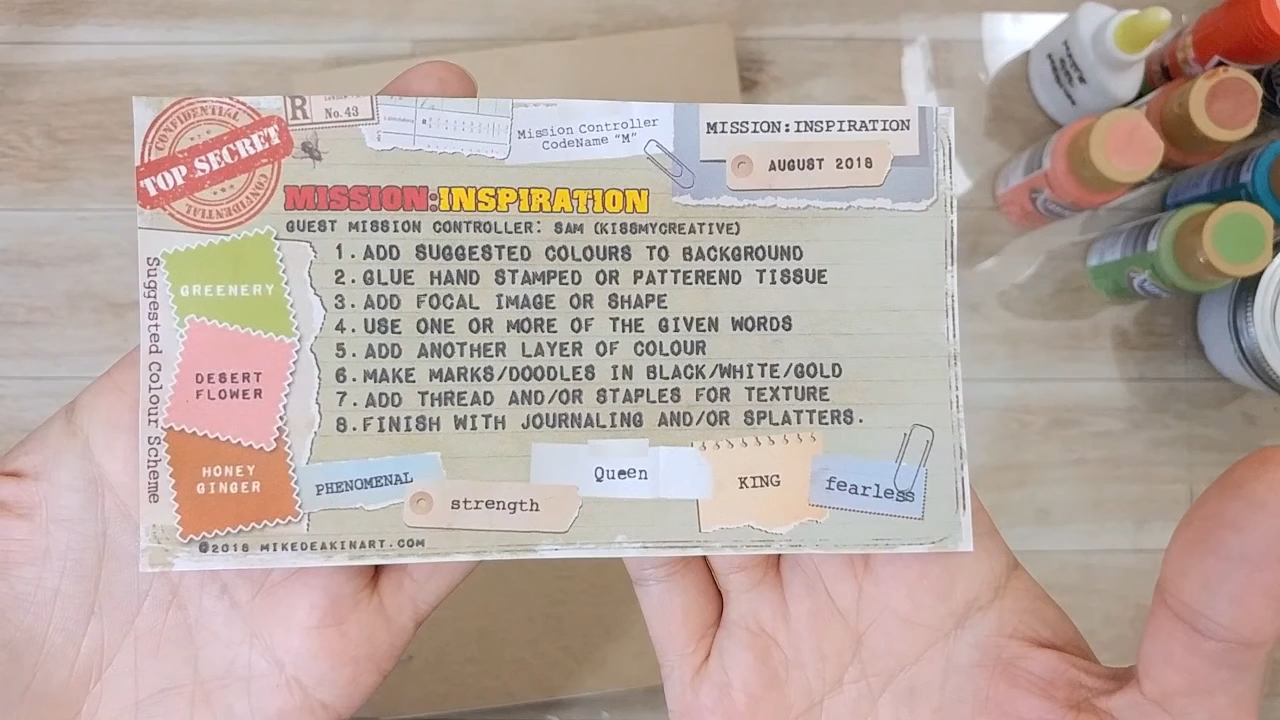 CONFIDENTIAL
TOP SECRET
CONFIDENTIAL
R
No. 43
Mission Controller
CodeName "M"
MISSION:INSPIRATION
AUGUST 2018
MISSION:INSPIRATION
GUEST MISSION CONTROLLER: SAM (KISSMYCREATIVE)
1. ADD SUGGESTED COLOURS TO BACKGROUND
2. GLUE HAND STAMPED OR PATTEREND TISSUE
3. ADD FOCAL IMAGE OR SHAPE
4. USE ONE OR MORE OF THE GIVEN WORDS
5. ADD ANOTHER LAYER OF COLOUR
6. MAKE MARKS/DOODLES IN BLACK/WHITE/GOLD
7. ADD THREAD AND/OR STAPLES FOR TEXTURE
8. FINISH WITH JOURNALING AND/OR SPLATTERS.
Suggested Colour Scheme
GREENERY
DESERT
FLOWER
HONEY
GINGER
PHENOMENAL
strength
Queen
KING
fearless
©2018 MIKEDEAKINART.COM